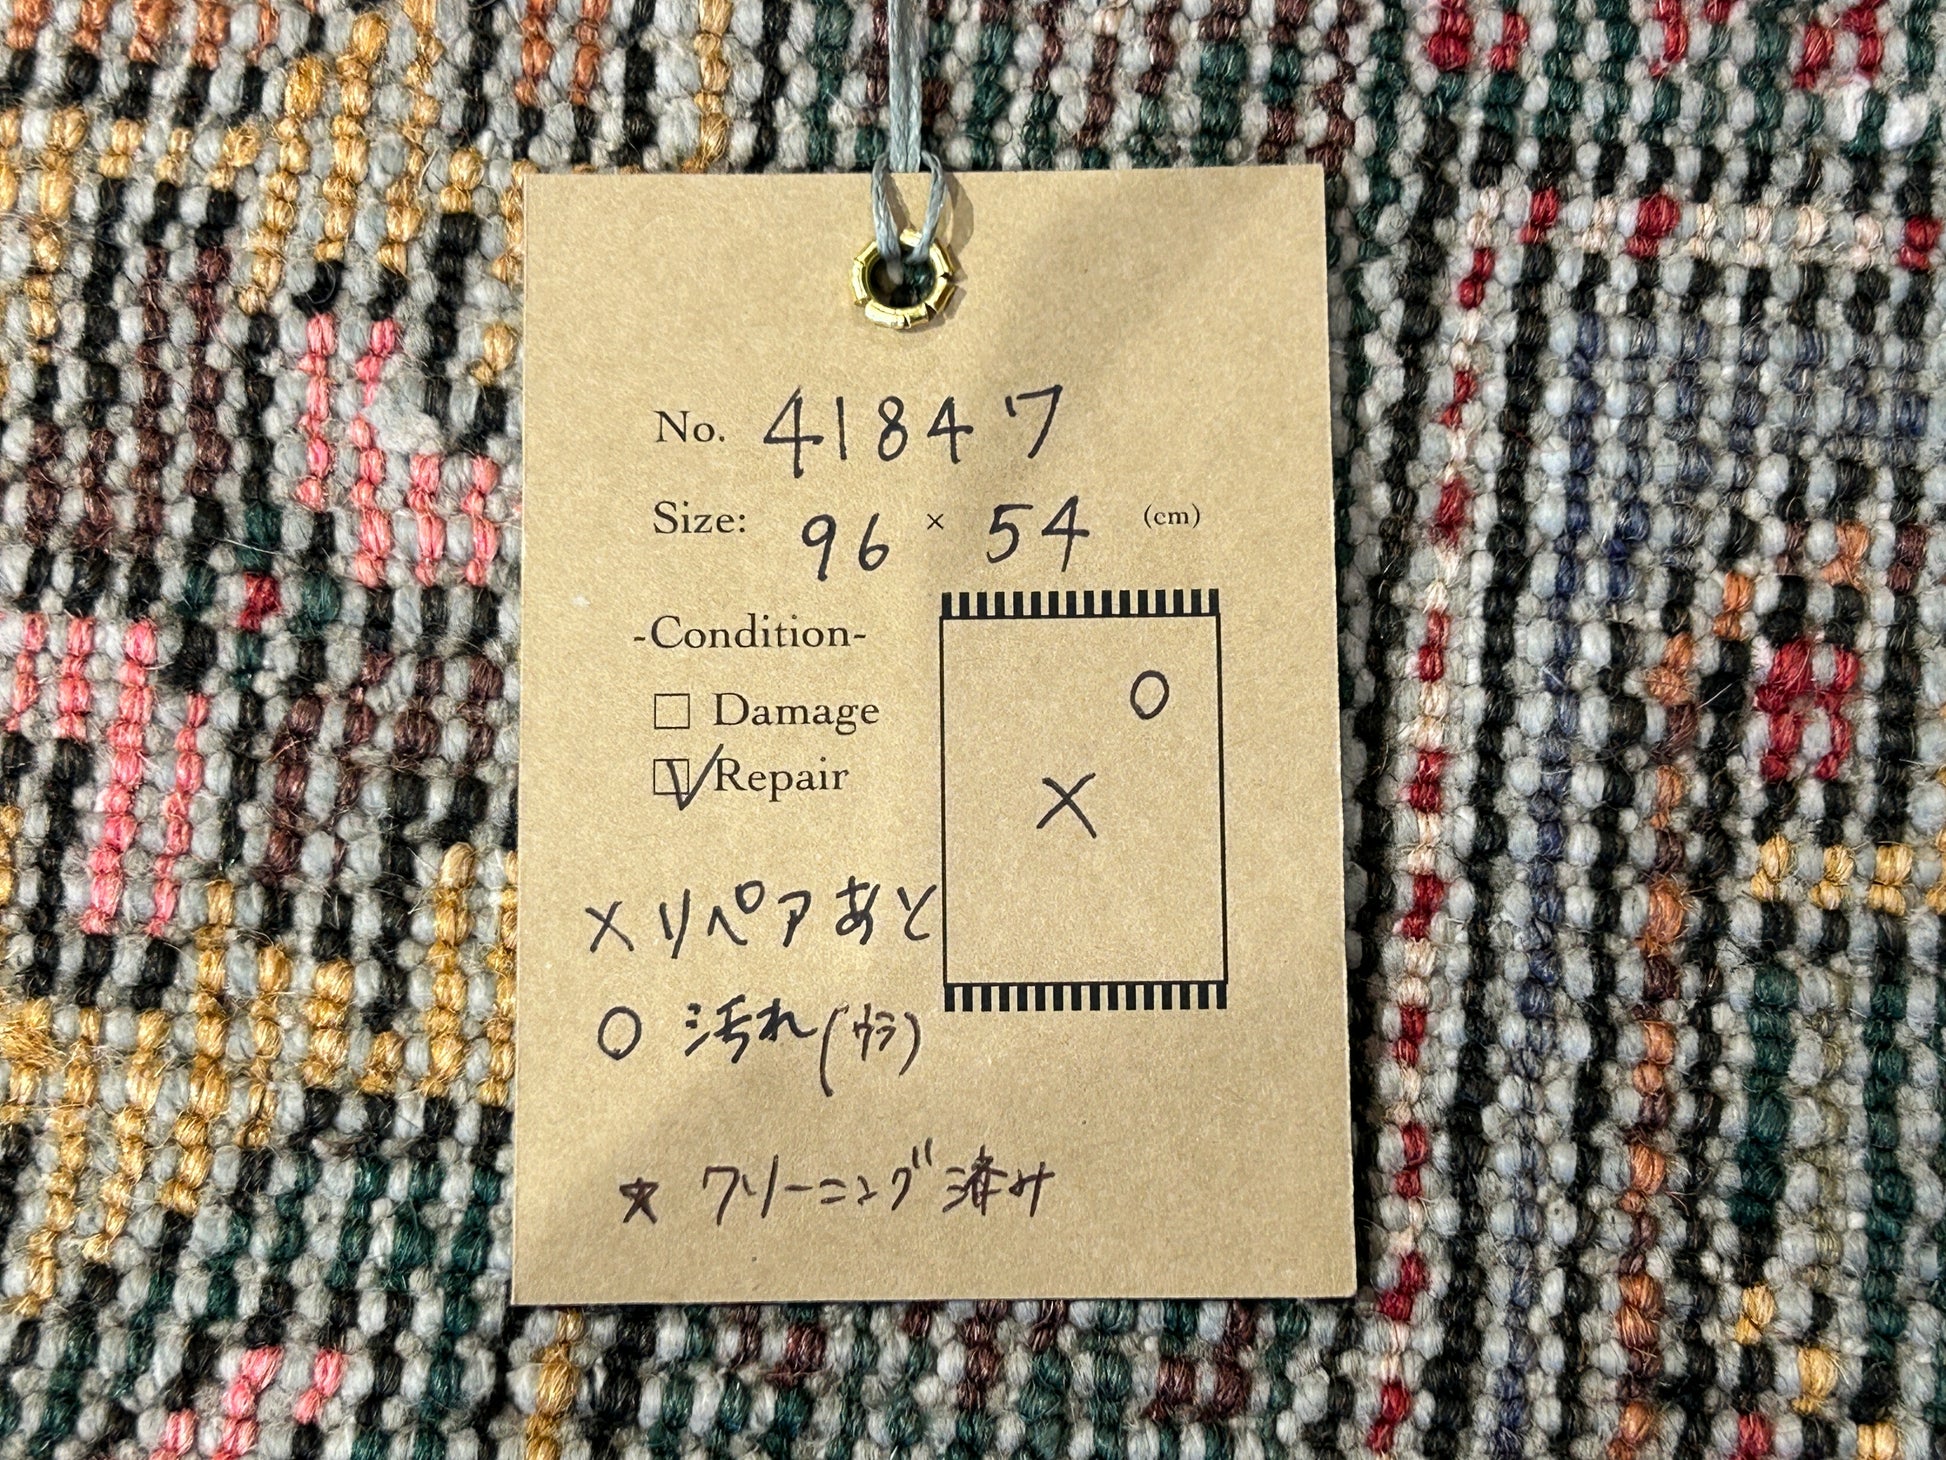 No. 41847
Size: 96 × 54 (cm)
-Condition-
Damage
Repair
× リペアあと
○ 汚れ(ウラ)
★ クリーニング済み